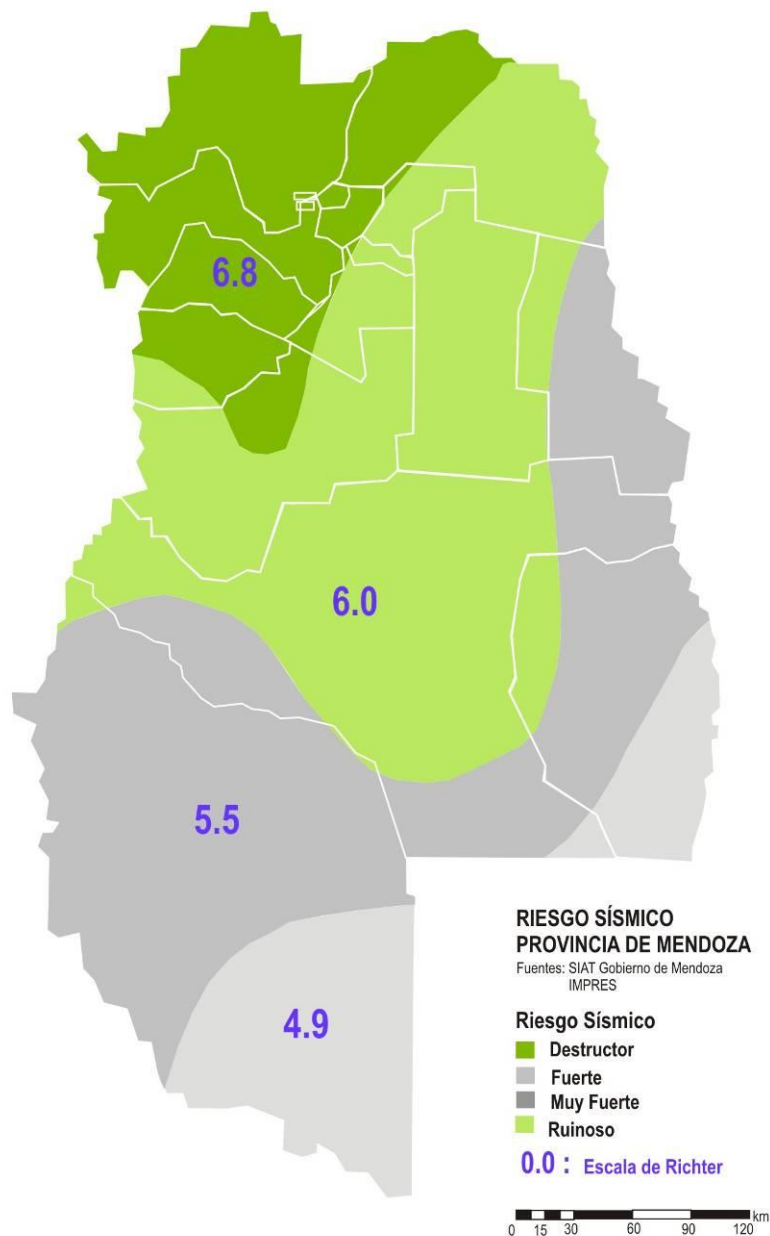 6.8
6.0
5.5
4.9
RIESGO SÍSMICO
PROVINCIA DE MENDOZA
Fuentes: SIAT Gobierno de Mendoza
IMPRES
Riesgo Sísmico
Destructor
Fuerte
Muy Fuerte
Ruinoso
0.0 : Escala de Richter
0 15 30 60 90 120 km